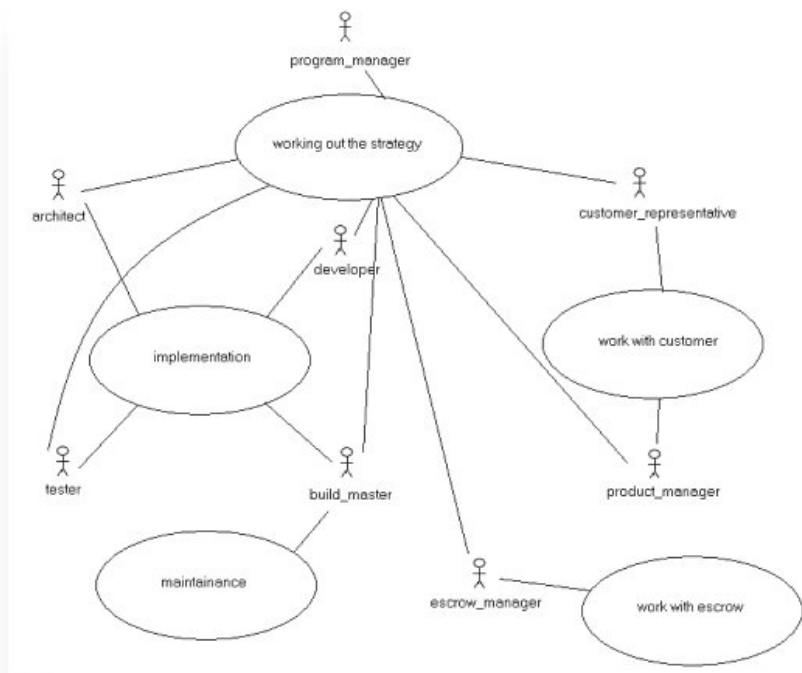 program_manager
working out the strategy
architect
customer_representative
developer
implementation
work with customer
tester
build_master
product_manager
maintainance
escrow_manager
work with escrow